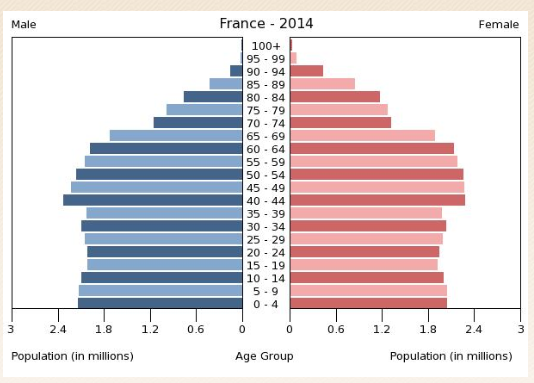 France - 2014
Male
Female
100+
95 - 99
90 - 94
85 - 89
80 - 84
75 - 79
70 - 74
65 - 69
60 - 64
55 - 59
50 - 54
45 - 49
40 - 44
35 - 39
30 - 34
25 - 29
20 - 24
15 - 19
10 - 14
5 - 9
0 - 4
3 2.4 1.8 1.2 0.6 0 0 0.6 1.2 1.8 2.4 3
Population (in millions) Age Group Population (in millions)